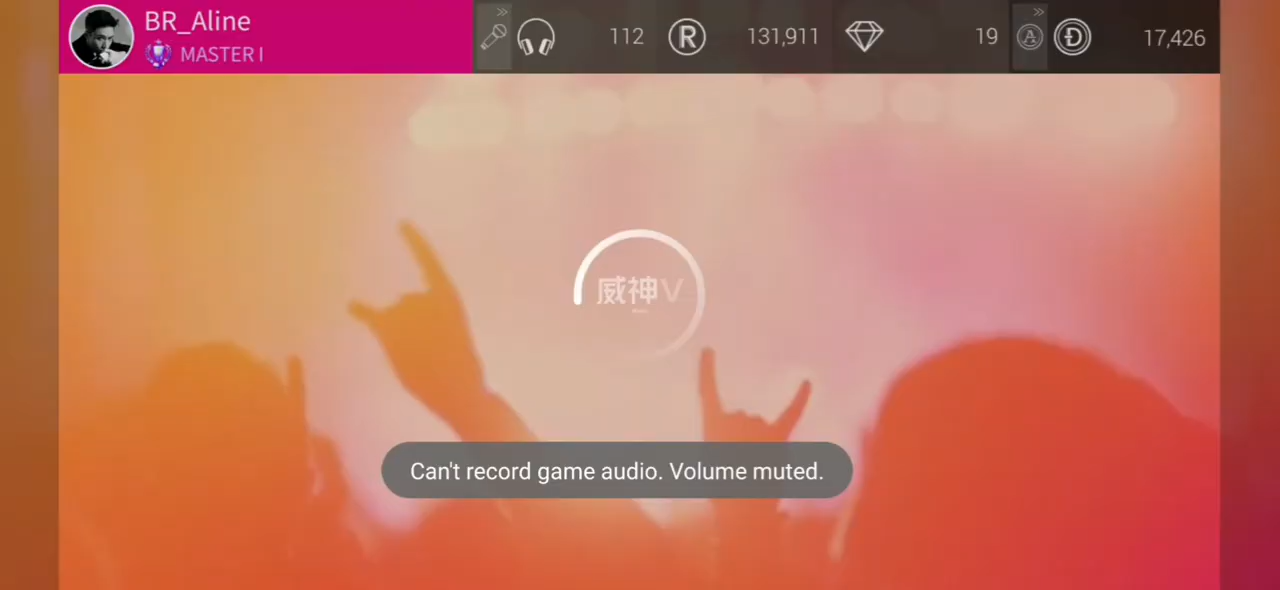 BR_Aline
MASTER I
112
R
131,911
19
A
D
17,426
威神V
Can't record game audio. Volume muted.